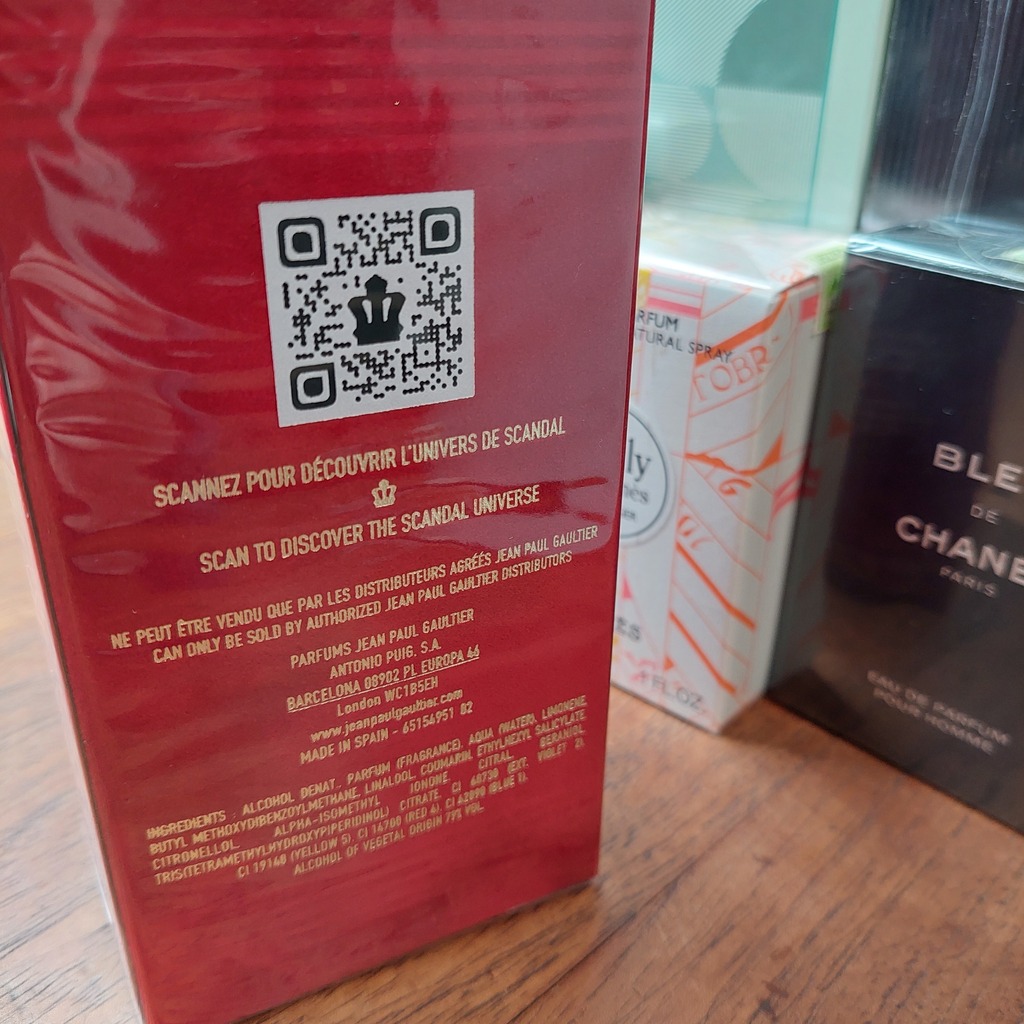 SCANNEZ POUR DÉCOUVRIR L'UNIVERS DE SCANDAL
SCAN TO DISCOVER THE SCANDAL UNIVERSE
NE PEUT ÊTRE VENDU QUE PAR LES DISTRIBUTEURS AGRÉÉS JEAN PAUL GAULTIER
CAN ONLY BE SOLD BY AUTHORIZED JEAN PAUL GAULTIER DISTRIBUTORS
PARFUMS JEAN PAUL GAULTIER
ANTONIO PUIG, S.A.
BARCELONA 08902 PL EUROPA 46
London WC1B5EH
www.jeanpaulgaultier.com
MADE IN SPAIN - 65154951 02
INGREDIENTS : ALCOHOL DENAT., PARFUM (FRAGRANCE), AQUA (WATER), LIMONENE,
BUTYL METHOXYDIBENZOYLMETHANE, LINALOOL, COUMARIN, ETHYLHEXYL SALICYLATE,
CITRONELLOL, ALPHA-ISOMETHYL IONONE, CITRAL, GERANIOL,
TRIS(TETRAMETHYLHYDROXYPIPERIDINOL) CITRATE, CI 60730 (EXT. VIOLET 2),
CI 19140 (YELLOW 5), CI 14700 (RED 4), CI 42090 (BLUE 1).
ALCOHOL OF VEGETAL ORIGIN 79% VOL.
RFUM
TURAL SPRAY
TOBR
ly
es
FL.OZ.
BLE
DE
CHANE
PARIS
EAU DE PARFUM
POUR HOMME